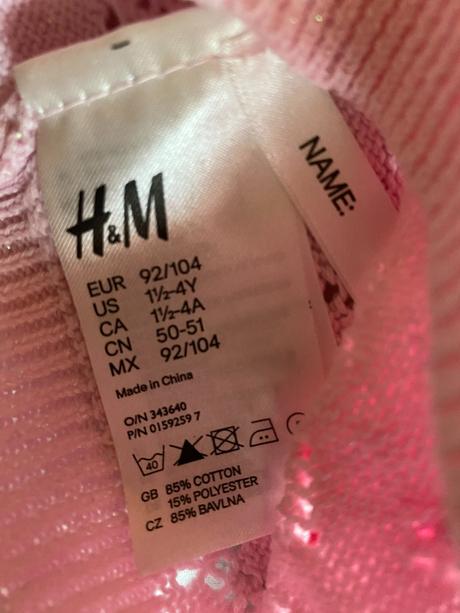 H&M
EUR 92/104
US 1½-4Y
CA 1½-4A
CN 50-51
MX 92/104
Made in China
O/N 343640
P/N 0159259 7
40
GB 85% COTTON
15% POLYESTER
CZ 85% BAVLNA
NAME: